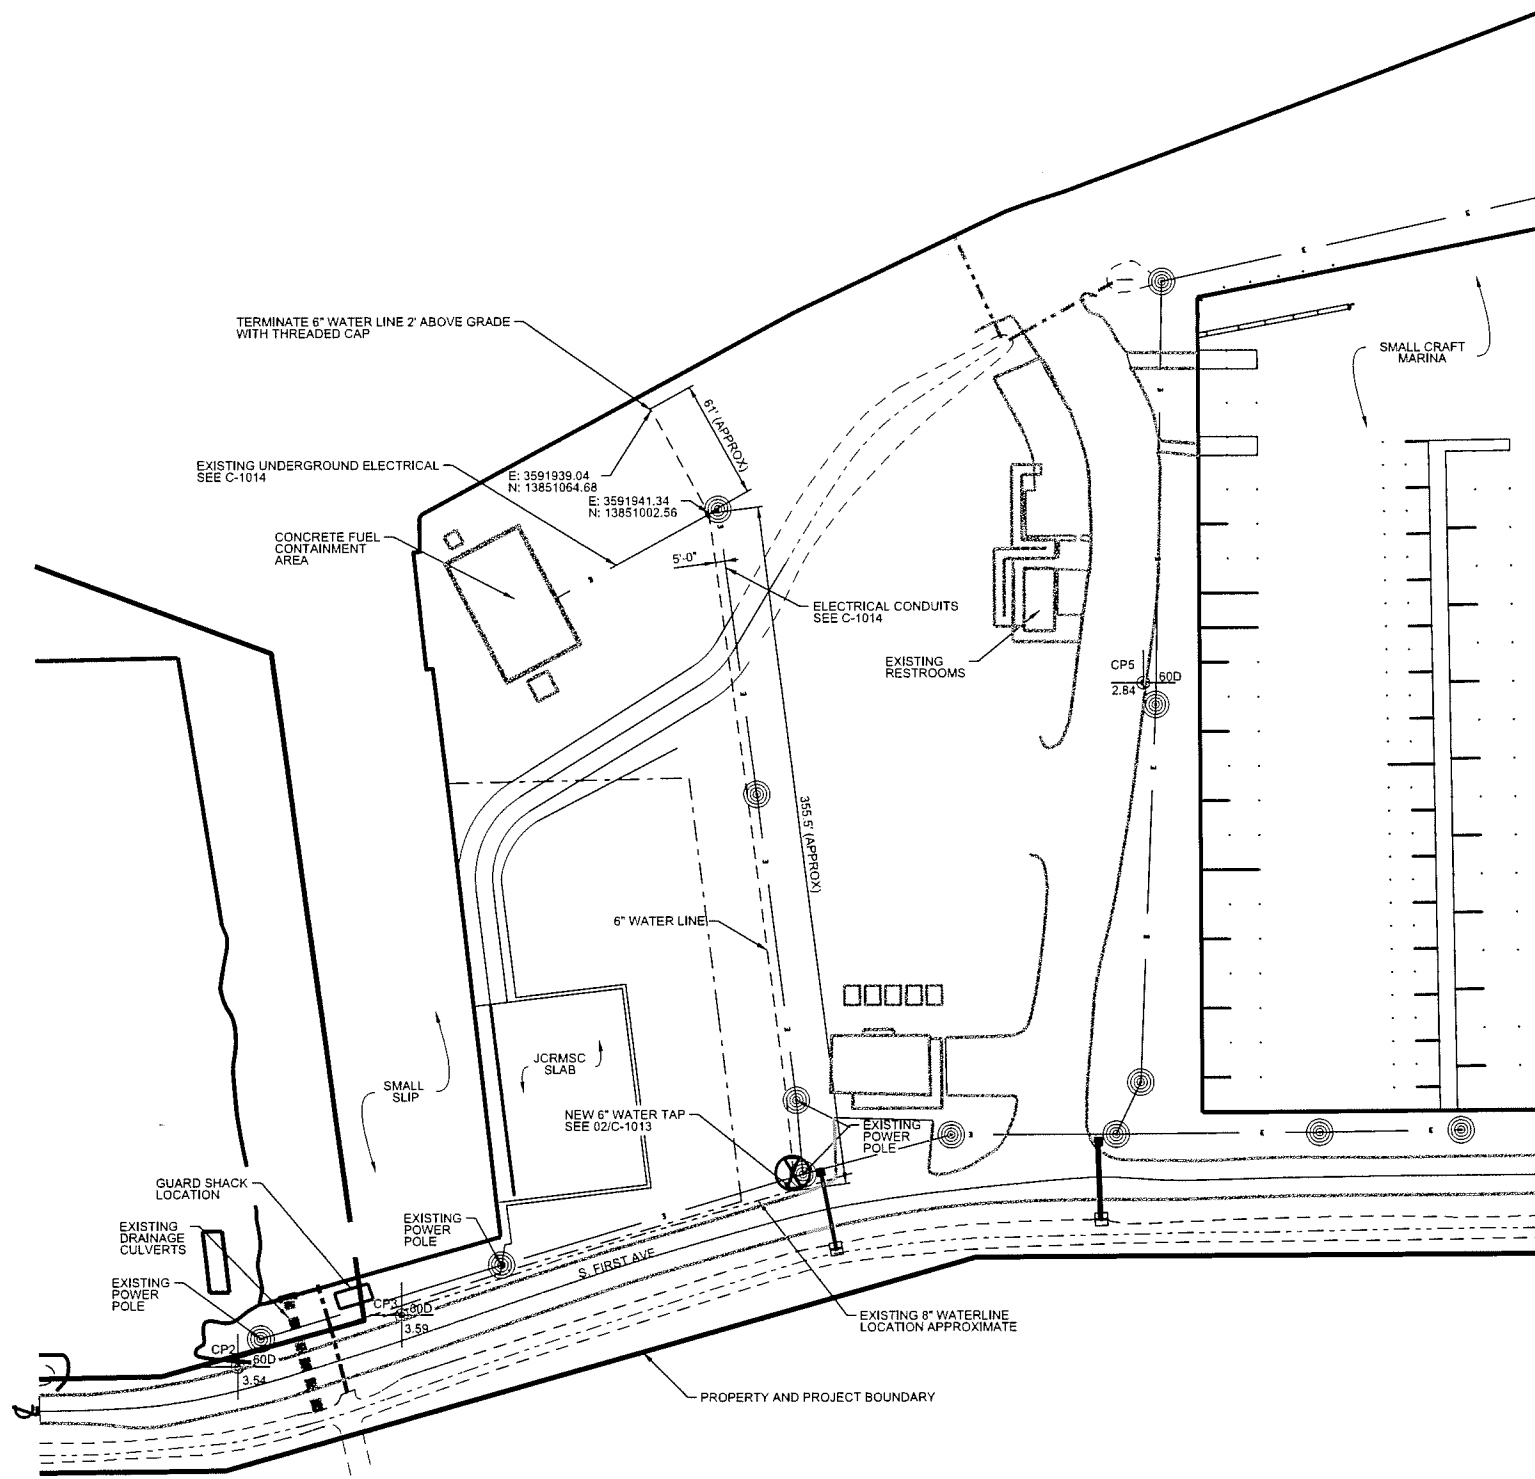 TERMINATE 6" WATER LINE 2' ABOVE GRADE
WITH THREADED CAP
SMALL CRAFT
MARINA
61' (APPROX)
EXISTING UNDERGROUND ELECTRICAL
SEE C-1014
E: 3591939.04
N: 13851064.68
E: 3591941.34
N: 13851002.56
CONCRETE FUEL
CONTAINMENT
AREA
5'-0"
ELECTRICAL CONDUITS
SEE C-1014
EXISTING
RESTROOMS
CP5
60D
2.84
355.5' (APPROX)
6" WATER LINE
JCRMSC
SLAB
SMALL
SLIP
NEW 6" WATER TAP
SEE 02/C-1013
EXISTING
POWER
POLE
GUARD SHACK
LOCATION
EXISTING
DRAINAGE
CULVERTS
EXISTING
POWER
POLE
EXISTING
POWER
POLE
S. FIRST AVE
CP3
60D
3.59
EXISTING 8" WATERLINE
LOCATION APPROXIMATE
CP2
60D
3.54
PROPERTY AND PROJECT BOUNDARY